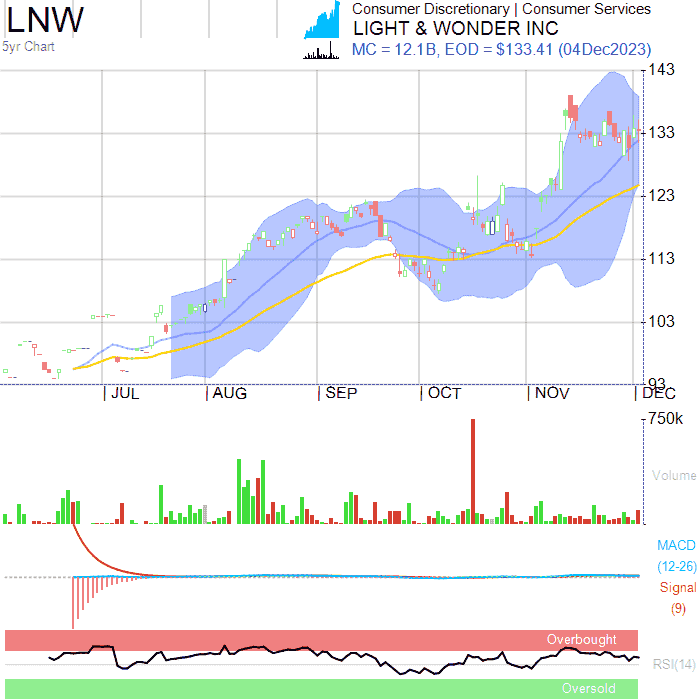 LNW
5yr Chart
Consumer Discretionary | Consumer Services
LIGHT & WONDER INC
MC = 12.1B, EOD = $133.41 (04Dec2023)
143
133
123
113
103
93
JUL
AUG
SEP
OCT
NOV
DEC
750k
Volume
MACD
(12-26)
Signal
(9)
Overbought
RSI(14)
Oversold